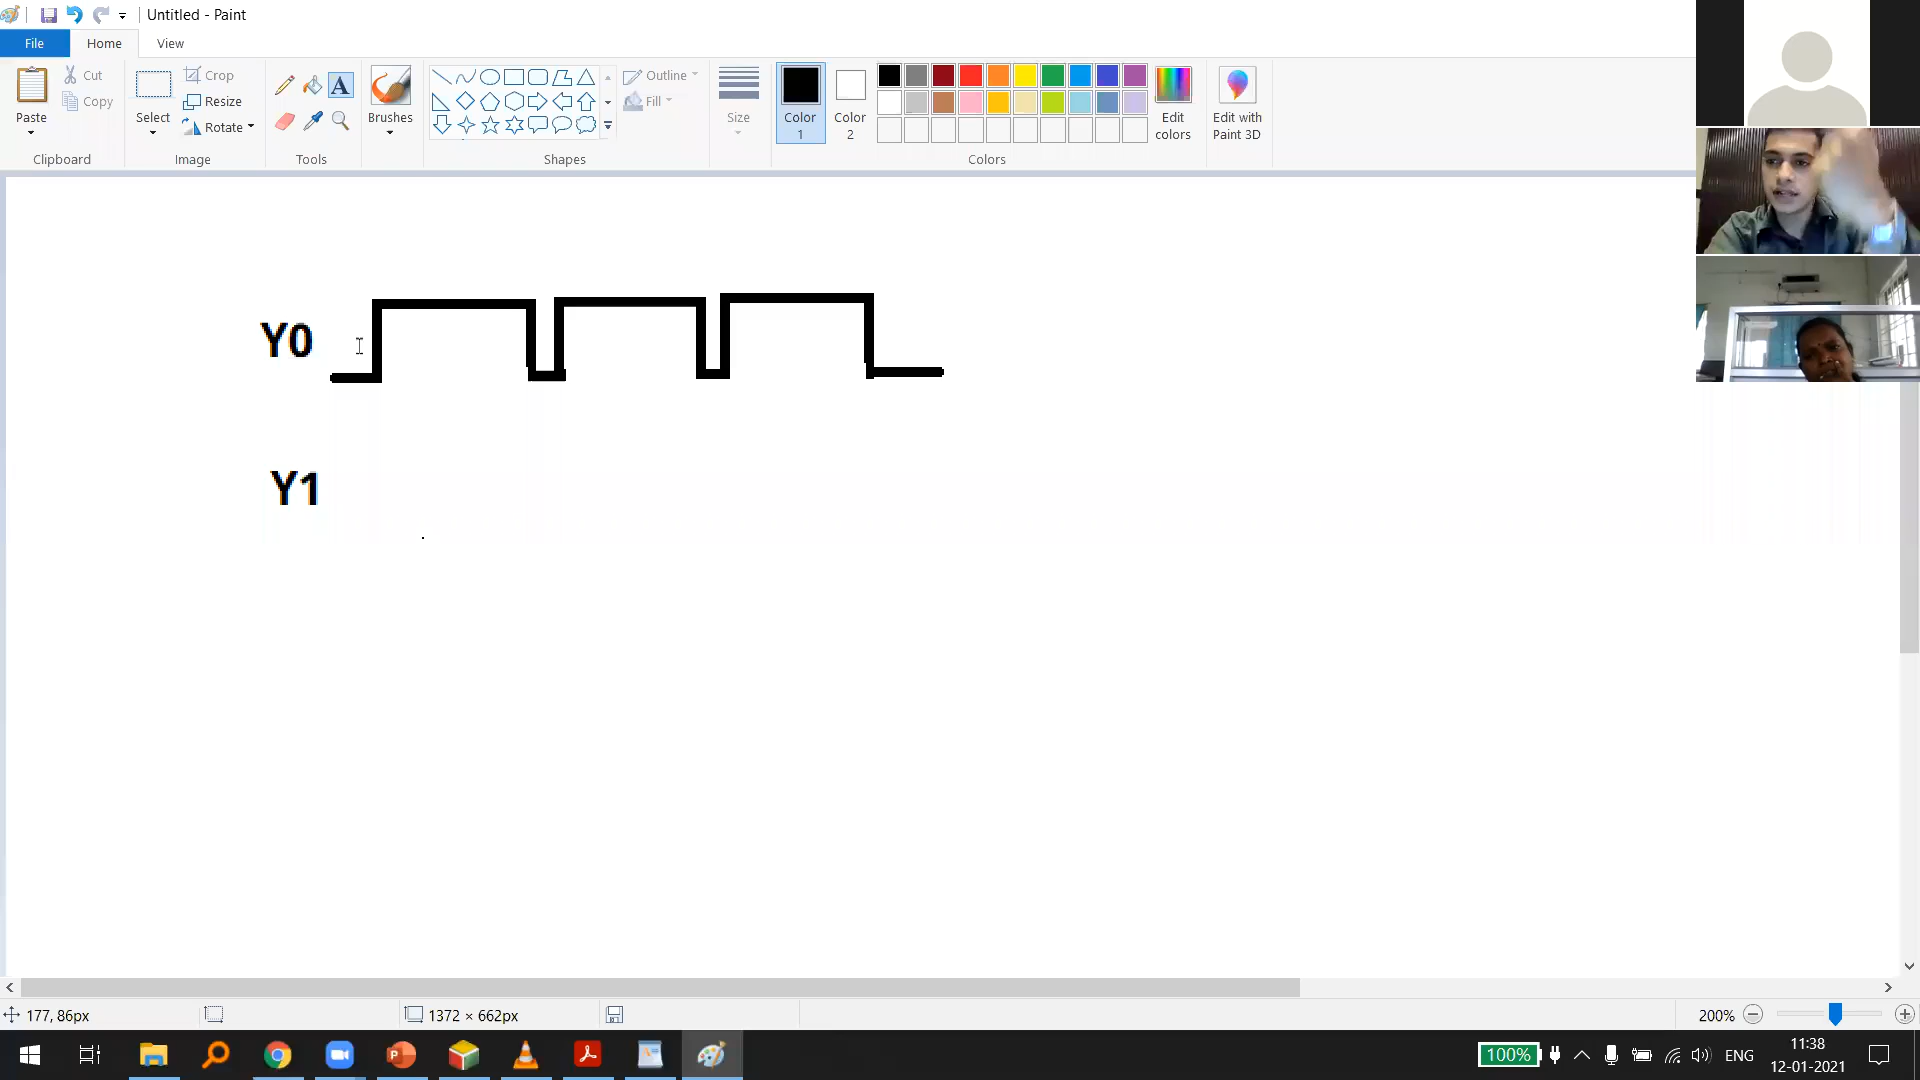 Untitled - Paint
File Home View
Paste
Cut
Copy
Clipboard
Select
Crop
Resize
Rotate
Image
Tools
Brushes
Shapes
Outline
Fill
Size
Color 1
Color 2
Colors
Edit colors
Edit with Paint 3D
Y0
Y1
177, 86px
1372 × 662px
200%
100%
ENG
11:38
12-01-2021